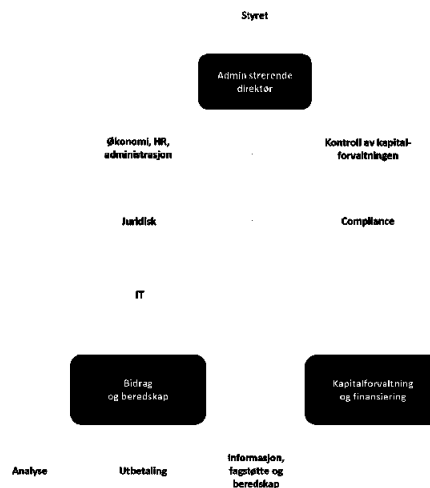 Styret
Administrerende
direktør
Økonomi, HR,
administrasjon
Kontroll av kapital-
forvaltningen
Juridisk
Compliance
IT
Bidrag
og beredskap
Kapitalforvaltning
og finansiering
Analyse
Utbetaling
Informasjon,
fagstøtte og
beredskap